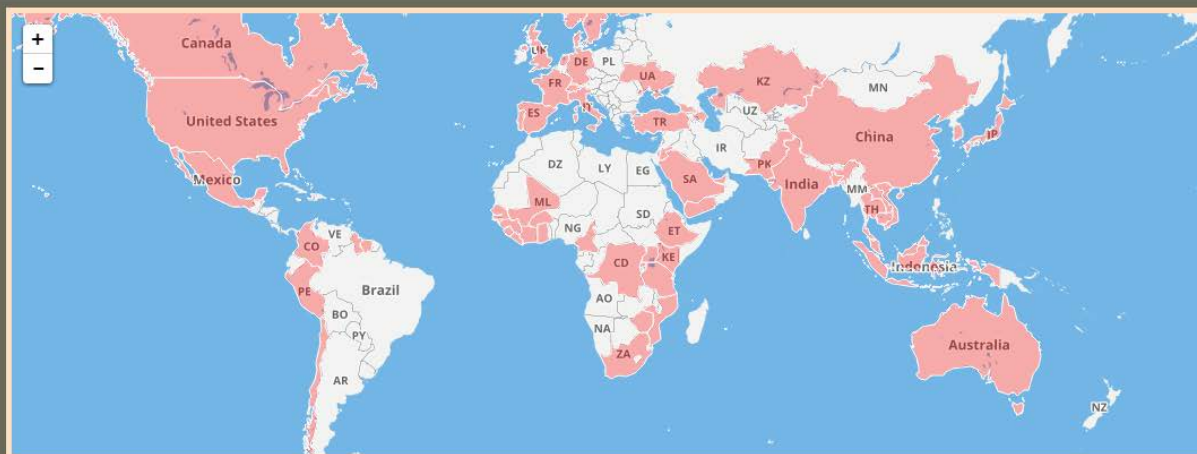 +
−
Canada
United States
Mexico
VE
CO
PE
Brazil
BO
PY
AR
UK
DE
PL
FR
UA
ES
IT
TR
KZ
MN
UZ
IR
China
JP
PK
India
MM
TH
SA
DZ
LY
EG
ML
NG
SD
ET
CD
KE
AO
NA
ZA
Indonesia
Australia
NZ